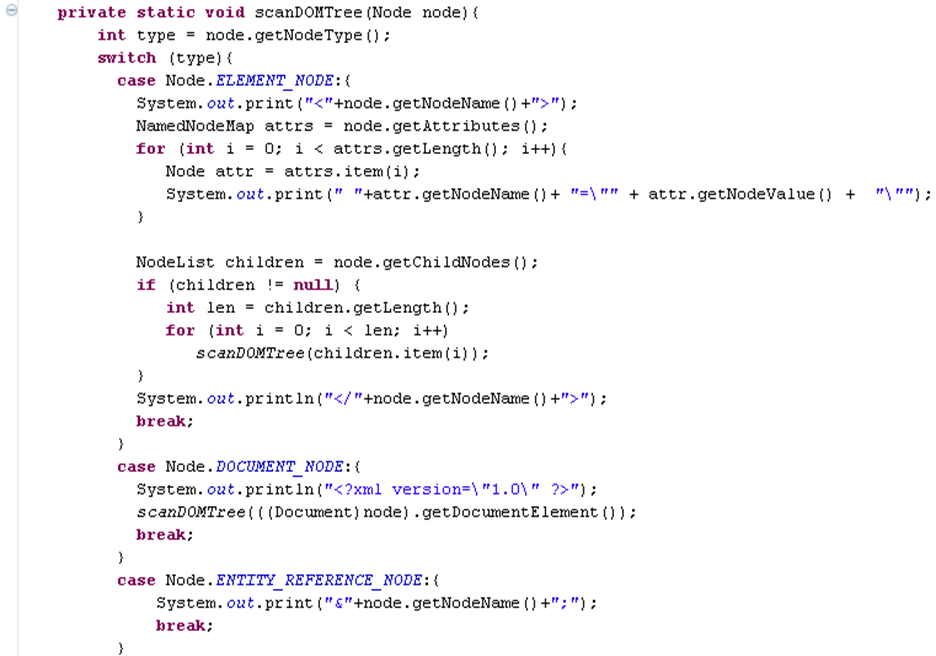 private static void scanDOMTree(Node node){
int type = node.getNodeType();
switch (type){
case Node.ELEMENT_NODE:{
System.out.print("<"+node.getNodeName()+">");
NamedNodeMap attrs = node.getAttributes();
for (int i = 0; i < attrs.getLength(); i++){
Node attr = attrs.item(i);
System.out.print(" "+attr.getNodeName()+ "=\"" + attr.getNodeValue() +  "\"");
}
NodeList children = node.getChildNodes();
if (children != null) {
int len = children.getLength();
for (int i = 0; i < len; i++)
scanDOMTree(children.item(i));
}
System.out.println("</"+node.getNodeName()+">");
break;
}
case Node.DOCUMENT_NODE:{
System.out.println("<?xml version=\"1.0\" ?>");
scanDOMTree(((Document)node).getDocumentElement());
break;
}
case Node.ENTITY_REFERENCE_NODE:{
System.out.print("&"+node.getNodeName()+";");
break;
}